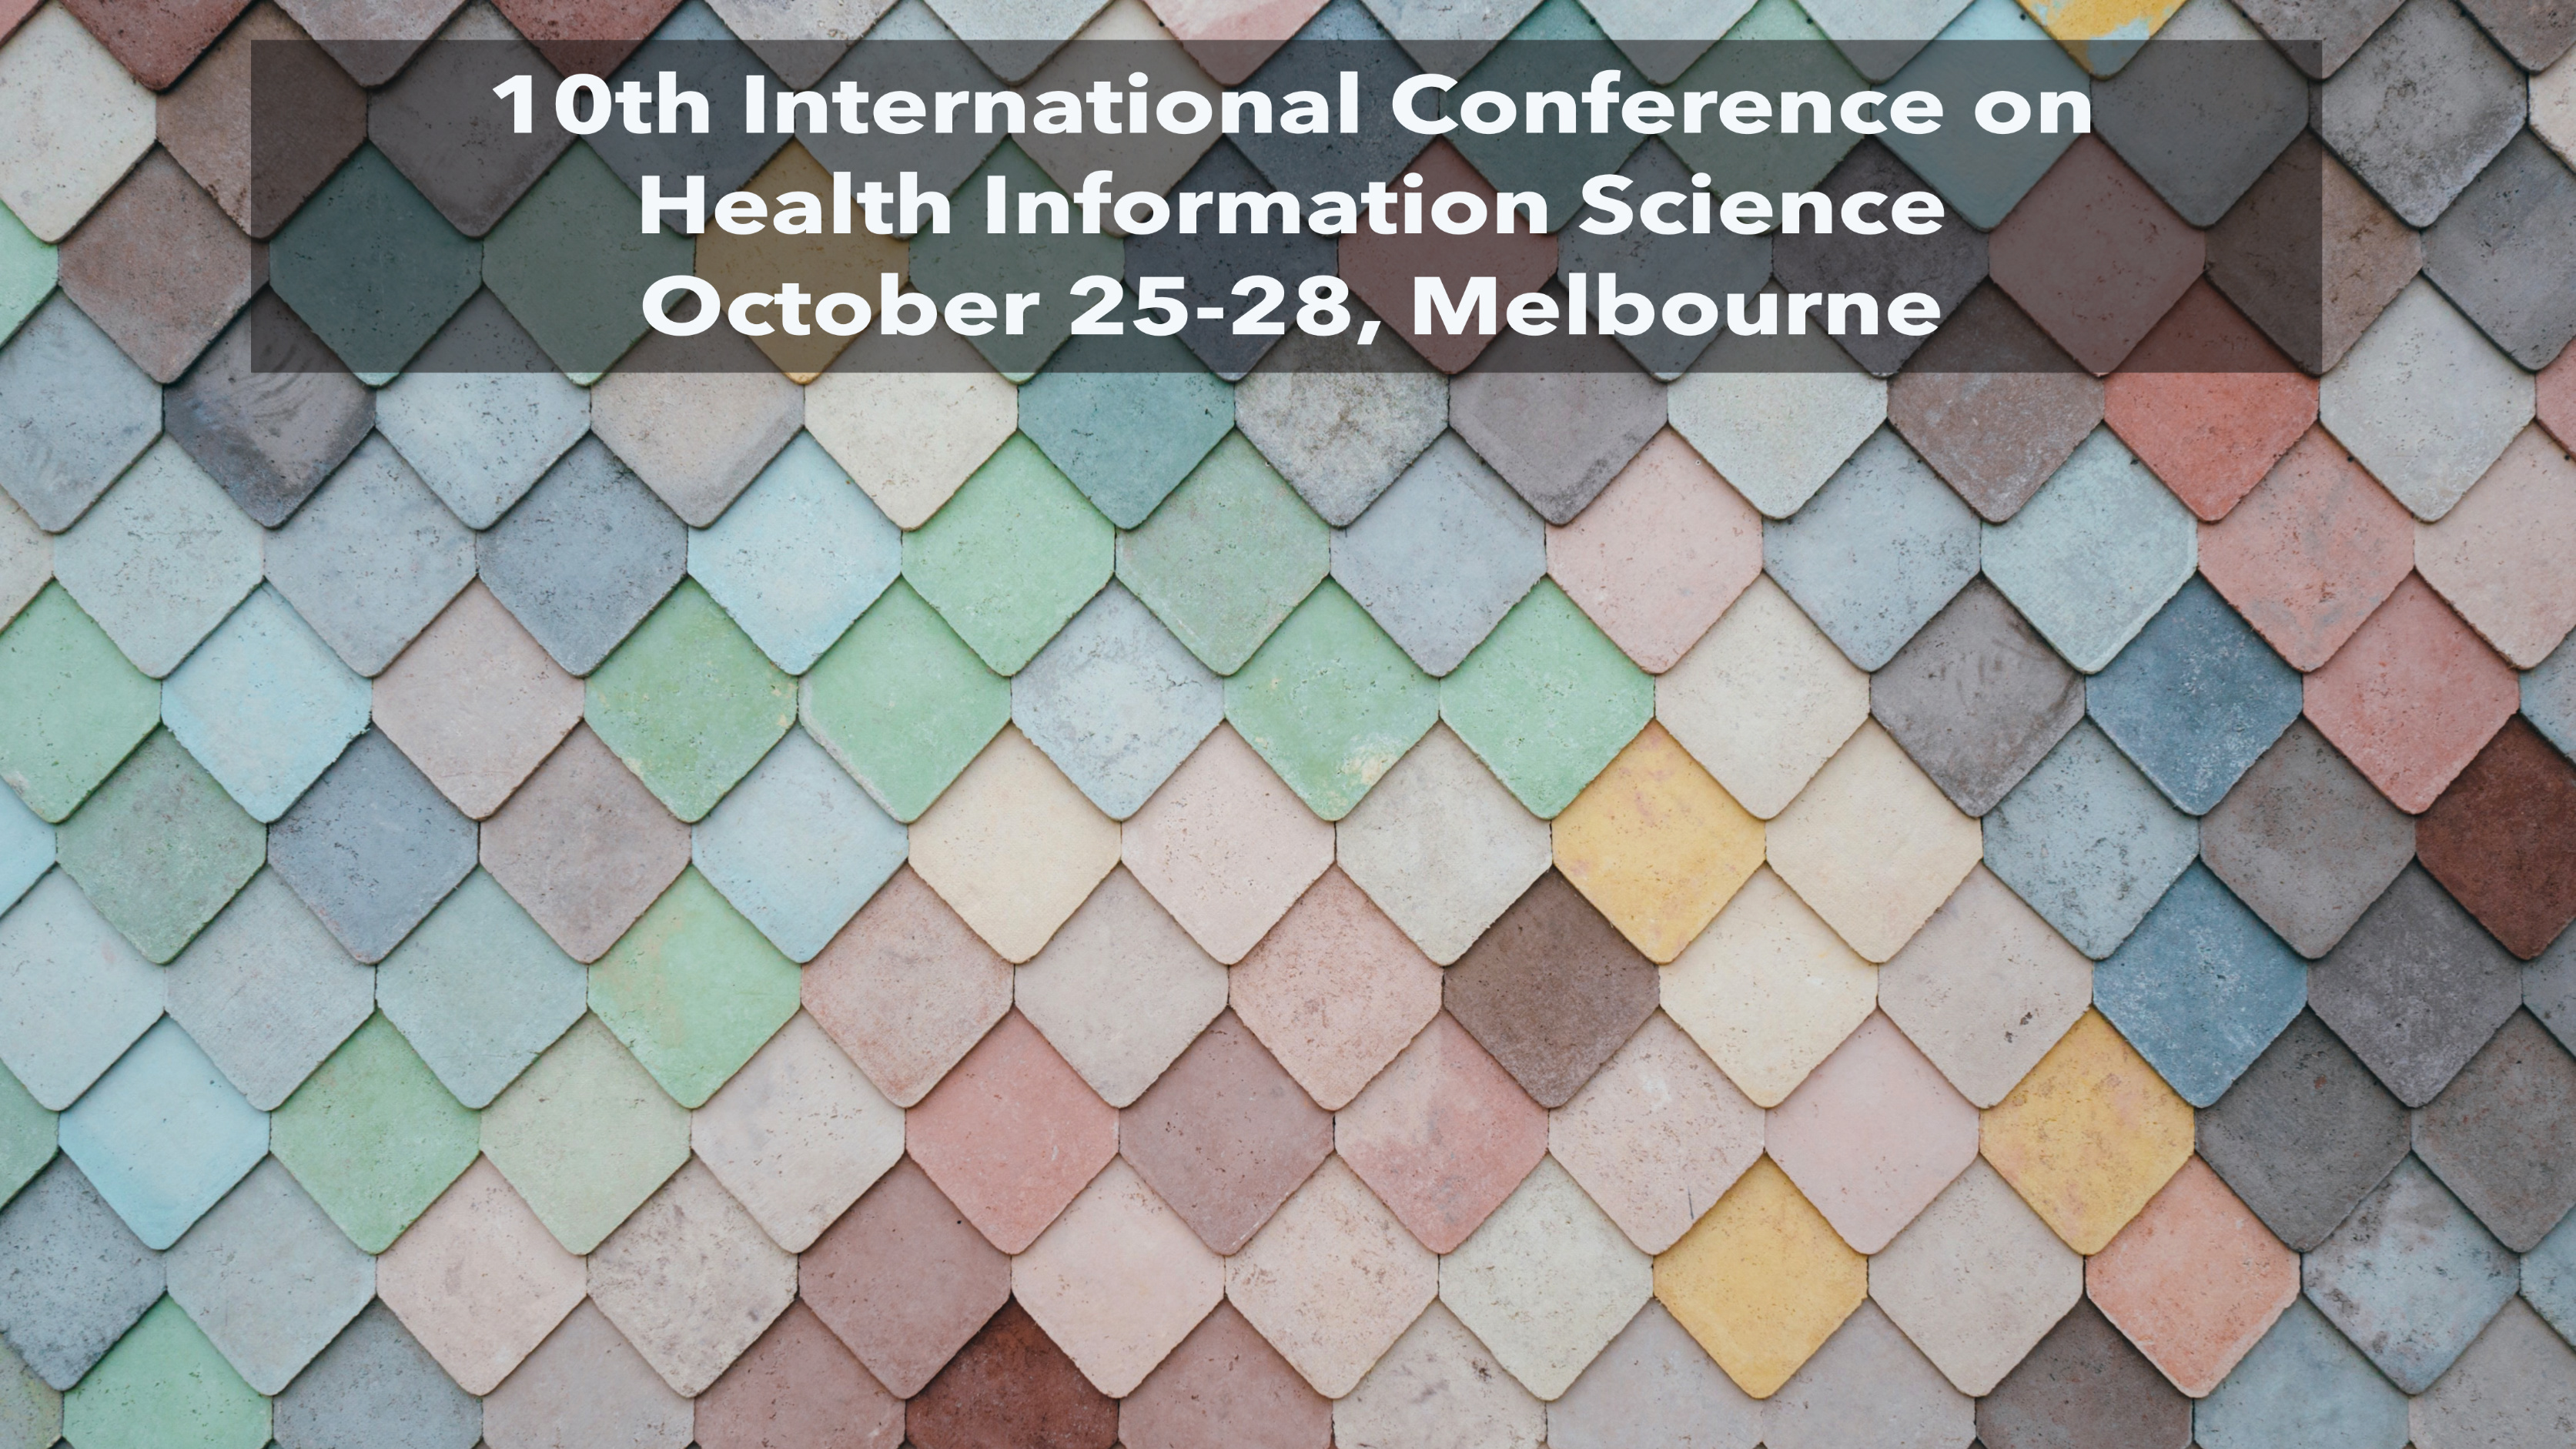 10th International Conference on
Health Information Science
October 25-28, Melbourne